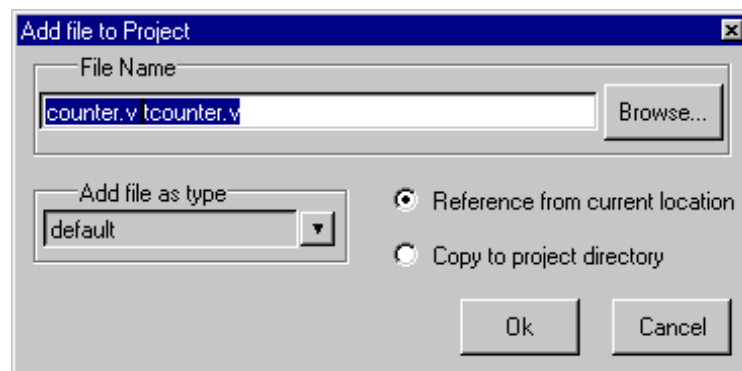 Add file to Project
File Name
counter.v tcounter.v
Browse...
Add file as type
default
Reference from current location
Copy to project directory
Ok
Cancel